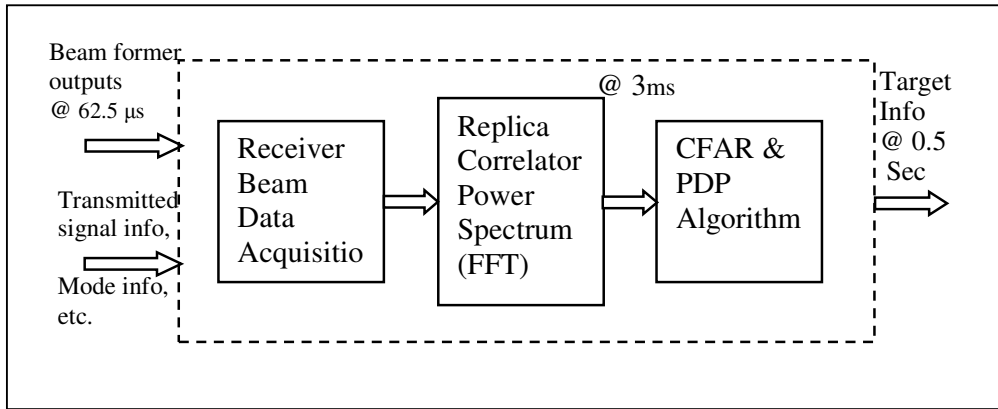 Beam former
outputs
@ 62.5 μs
Transmitted
signal info,
Mode info,
etc.
Receiver
Beam
Data
Acquisitio
Replica
Correlator
Power
Spectrum
(FFT)
@ 3ms
CFAR &
PDP
Algorithm
Target
Info
@ 0.5
Sec